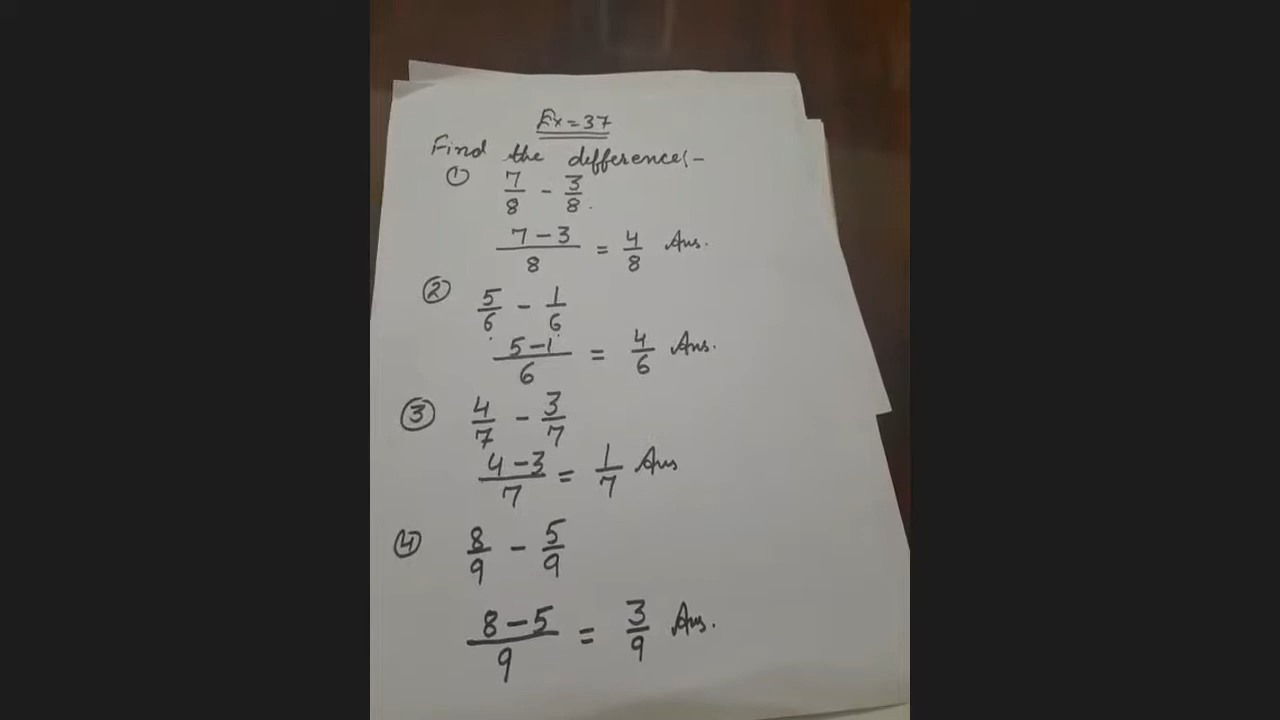 Ex = 37
Find the difference:-
① 7/8 - 3/8.
7-3/8 = 4/8 Ans.
② 5/6 - 1/6
5-1/6 = 4/6 Ans.
③ 4/7 - 3/7
4-3/7 = 1/7 Ans
④ 8/9 - 5/9
8-5/9 = 3/9 Ans.